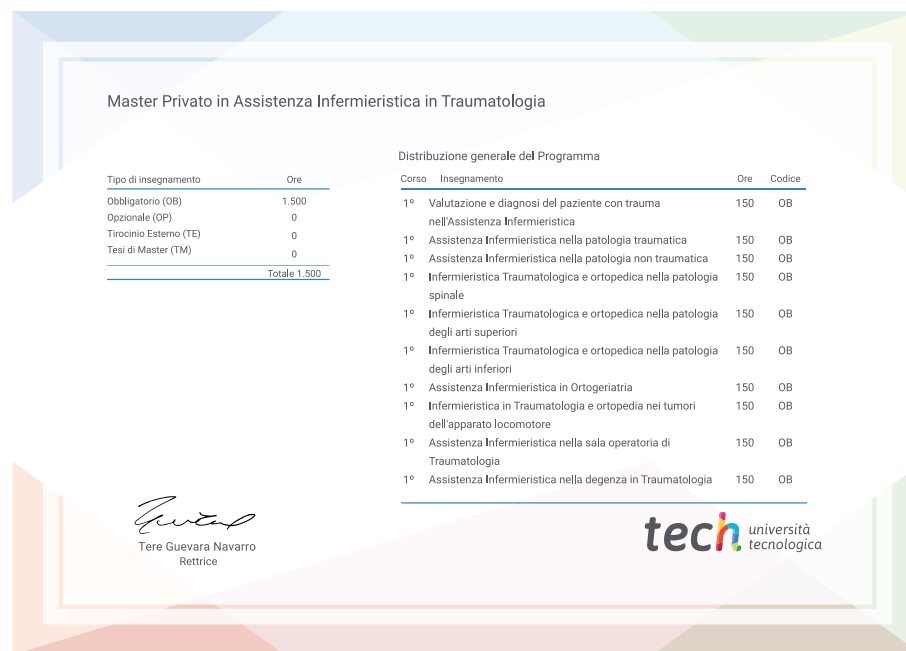 Master Privato in Assistenza Infermieristica in Traumatologia
Tipo di insegnamento Ore
Obbligatorio (OB) 1.500
Opzionale (OP) 0
Tirocinio Esterno (TE) 0
Tesi di Master (TM) 0
Totale 1.500
Distribuzione generale del Programma
Corso Insegnamento Ore Codice
1º Valutazione e diagnosi del paziente con trauma 150 OB
nell'Assistenza Infermieristica
1º Assistenza Infermieristica nella patologia traumatica 150 OB
1º Assistenza Infermieristica nella patologia non traumatica 150 OB
1º Infermieristica Traumatologica e ortopedica nella patologia 150 OB
spinale
1º Infermieristica Traumatologica e ortopedica nella patologia 150 OB
degli arti superiori
1º Infermieristica Traumatologica e ortopedica nella patologia 150 OB
degli arti inferiori
1º Assistenza Infermieristica in Ortogeriatria 150 OB
1º Infermieristica in Traumatologia e ortopedia nei tumori 150 OB
dell'apparato locomotore
1º Assistenza Infermieristica nella sala operatoria di 150 OB
Traumatologia
1º Assistenza Infermieristica nella degenza in Traumatologia 150 OB
Tere Guevara Navarro
Rettrice
tech università
tecnologica